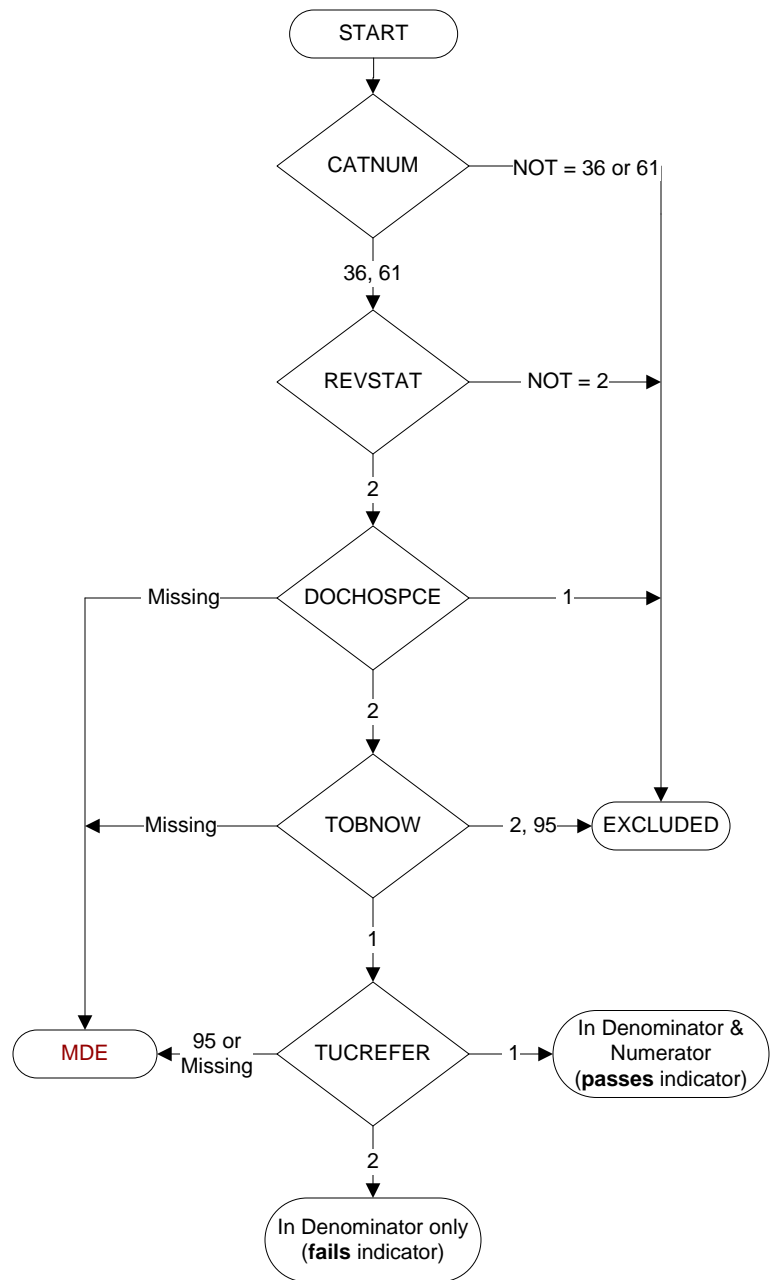 START
CATNUM
NOT = 36 or 61
36, 61
REVSTAT
NOT = 2
2
Missing
DOCHOSPCE
1
2
Missing
TOBNOW
2, 95
EXCLUDED
1
MDE
95 or
Missing
TUCREFER
1
In Denominator &
Numerator
(passes indicator)
2
In Denominator only
(fails indicator)